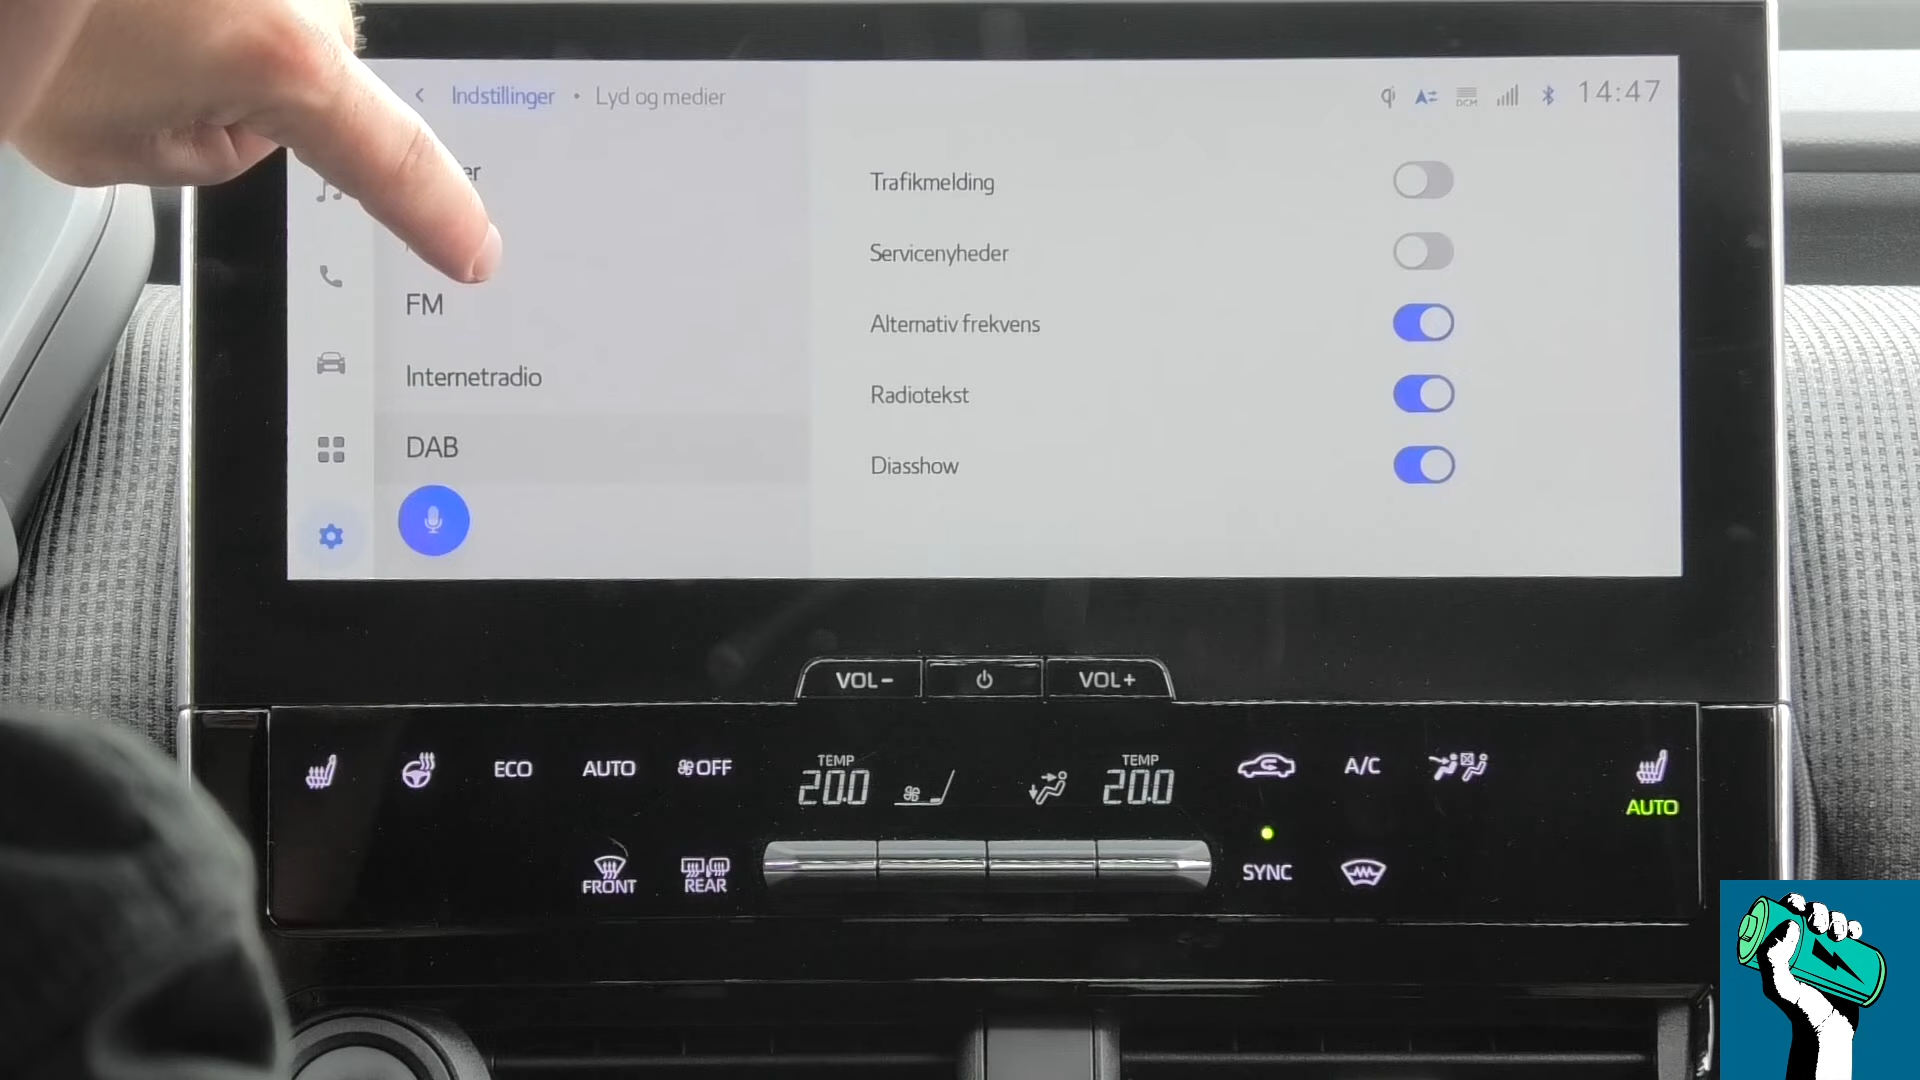 Indstillinger • Lyd og medier
14:47
DCM
FM
Internetradio
DAB
Trafikmelding
Servicenyheder
Alternativ frekvens
Radiotekst
Diasshow
VOL-
VOL+
ECO
AUTO
OFF
TEMP
20.0
TEMP
20.0
A/C
AUTO
FRONT
REAR
SYNC